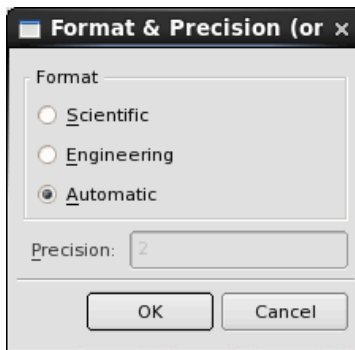 Format & Precision (or
Format
Scientific
Engineering
Automatic
Precision: 2
OK Cancel